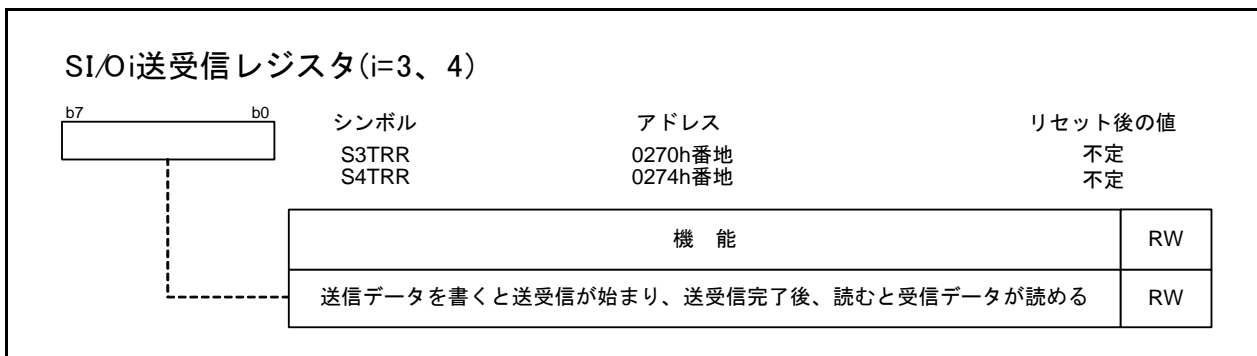 SI/Oi送受信レジスタ(i=3、4)
b7 b0 シンボル アドレス リセット後の値
S3TRR 0270h番地 不定
S4TRR 0274h番地 不定
機 能 RW
送信データを書くと送受信が始まり、送受信完了後、読むと受信データが読める RW